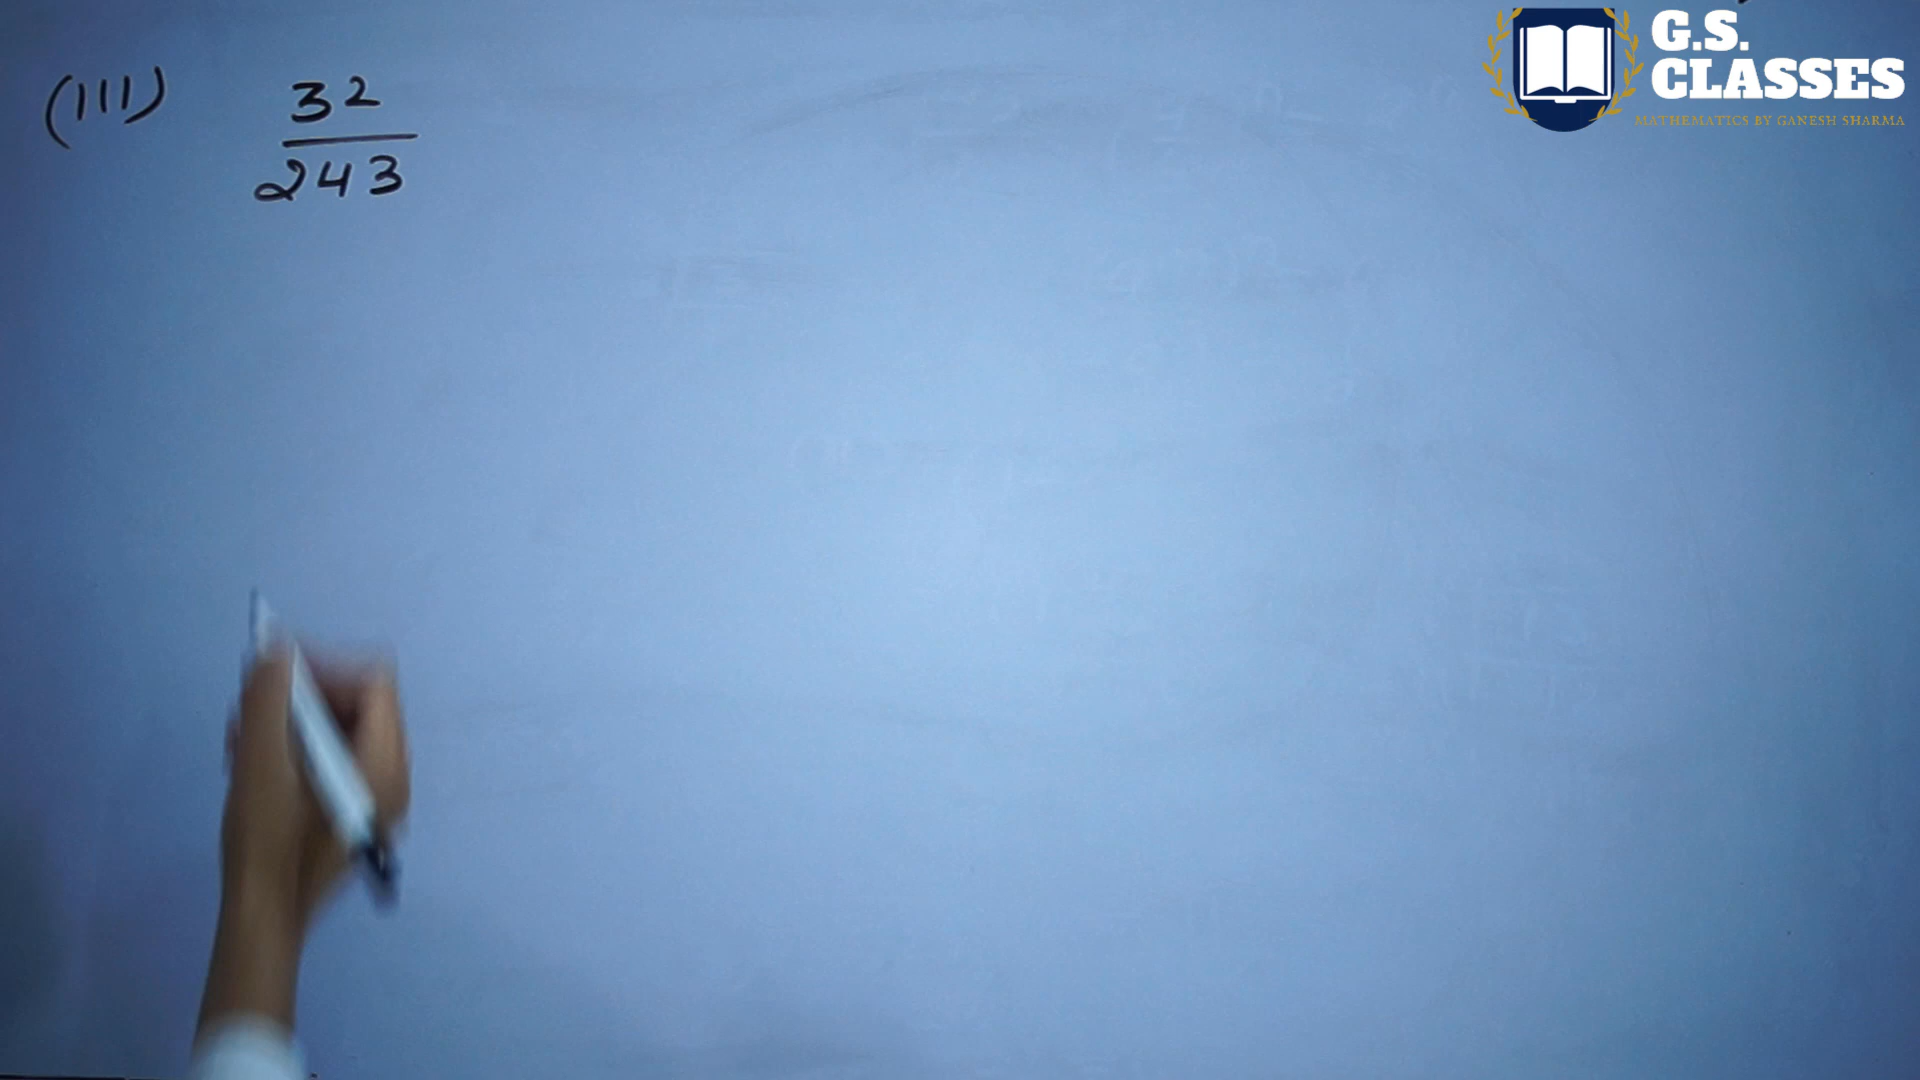 (III) 32
243
G.S.
CLASSES
MATHEMATICS BY GANESH SHARMA